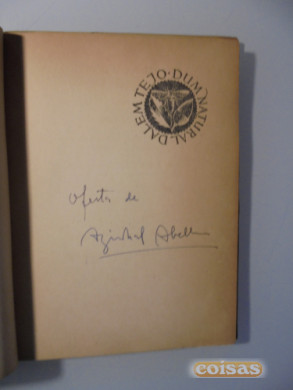 DALEM TEJO · DUM NATURAL
Oferta de
Azinhal Abelho
coisas